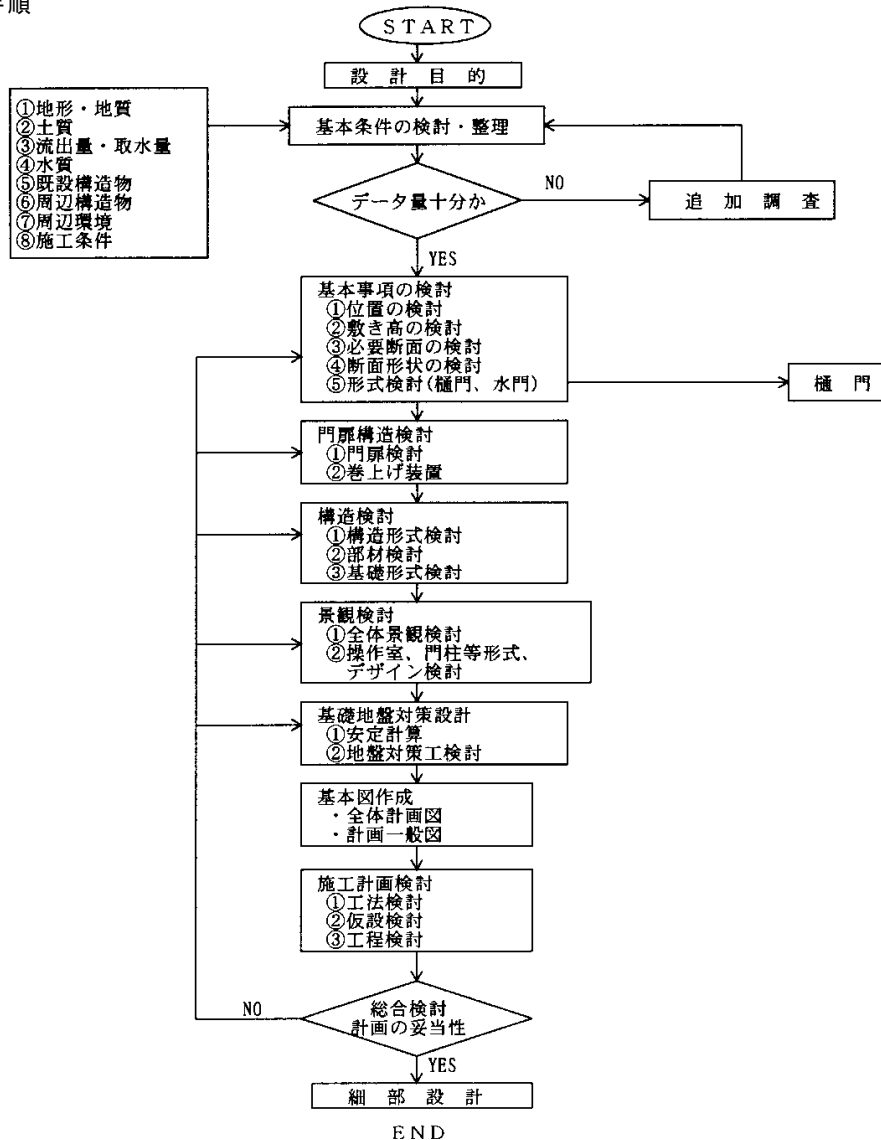 順
START
設計目的
①地形・地質
②土質
③流出量・取水量
④水質
⑤既設構造物
⑥周辺構造物
⑦周辺環境
⑧施工条件
基本条件の検討・整理
データ量十分か
NO
追加調査
YES
基本事項の検討
①位置の検討
②敷き高の検討
③必要断面の検討
④断面形状の検討
⑤形式検討(樋門、水門)
樋門
門扉構造検討
①門扉検討
②巻上げ装置
構造検討
①構造形式検討
②部材検討
③基礎形式検討
景観検討
①全体景観検討
②操作室、門柱等形式、
デザイン検討
基礎地盤対策設計
①安定計算
②地盤対策工検討
基本図作成
・全体計画図
・計画一般図
施工計画検討
①工法検討
②仮設検討
③工程検討
NO
総合検討
計画の妥当性
YES
細部設計
END